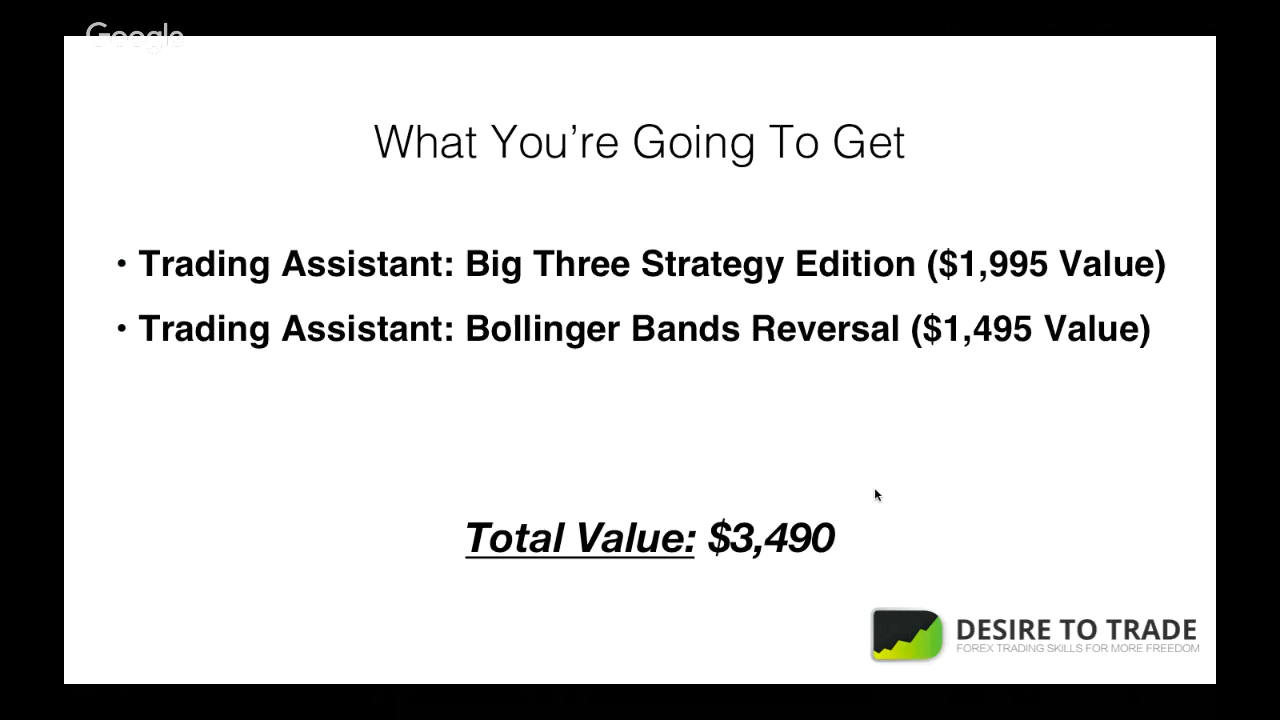 Google
What You’re Going To Get
• Trading Assistant: Big Three Strategy Edition ($1,995 Value)
• Trading Assistant: Bollinger Bands Reversal ($1,495 Value)
Total Value: $3,490
DESIRE TO TRADE
FOREX TRADING SKILLS FOR MORE FREEDOM